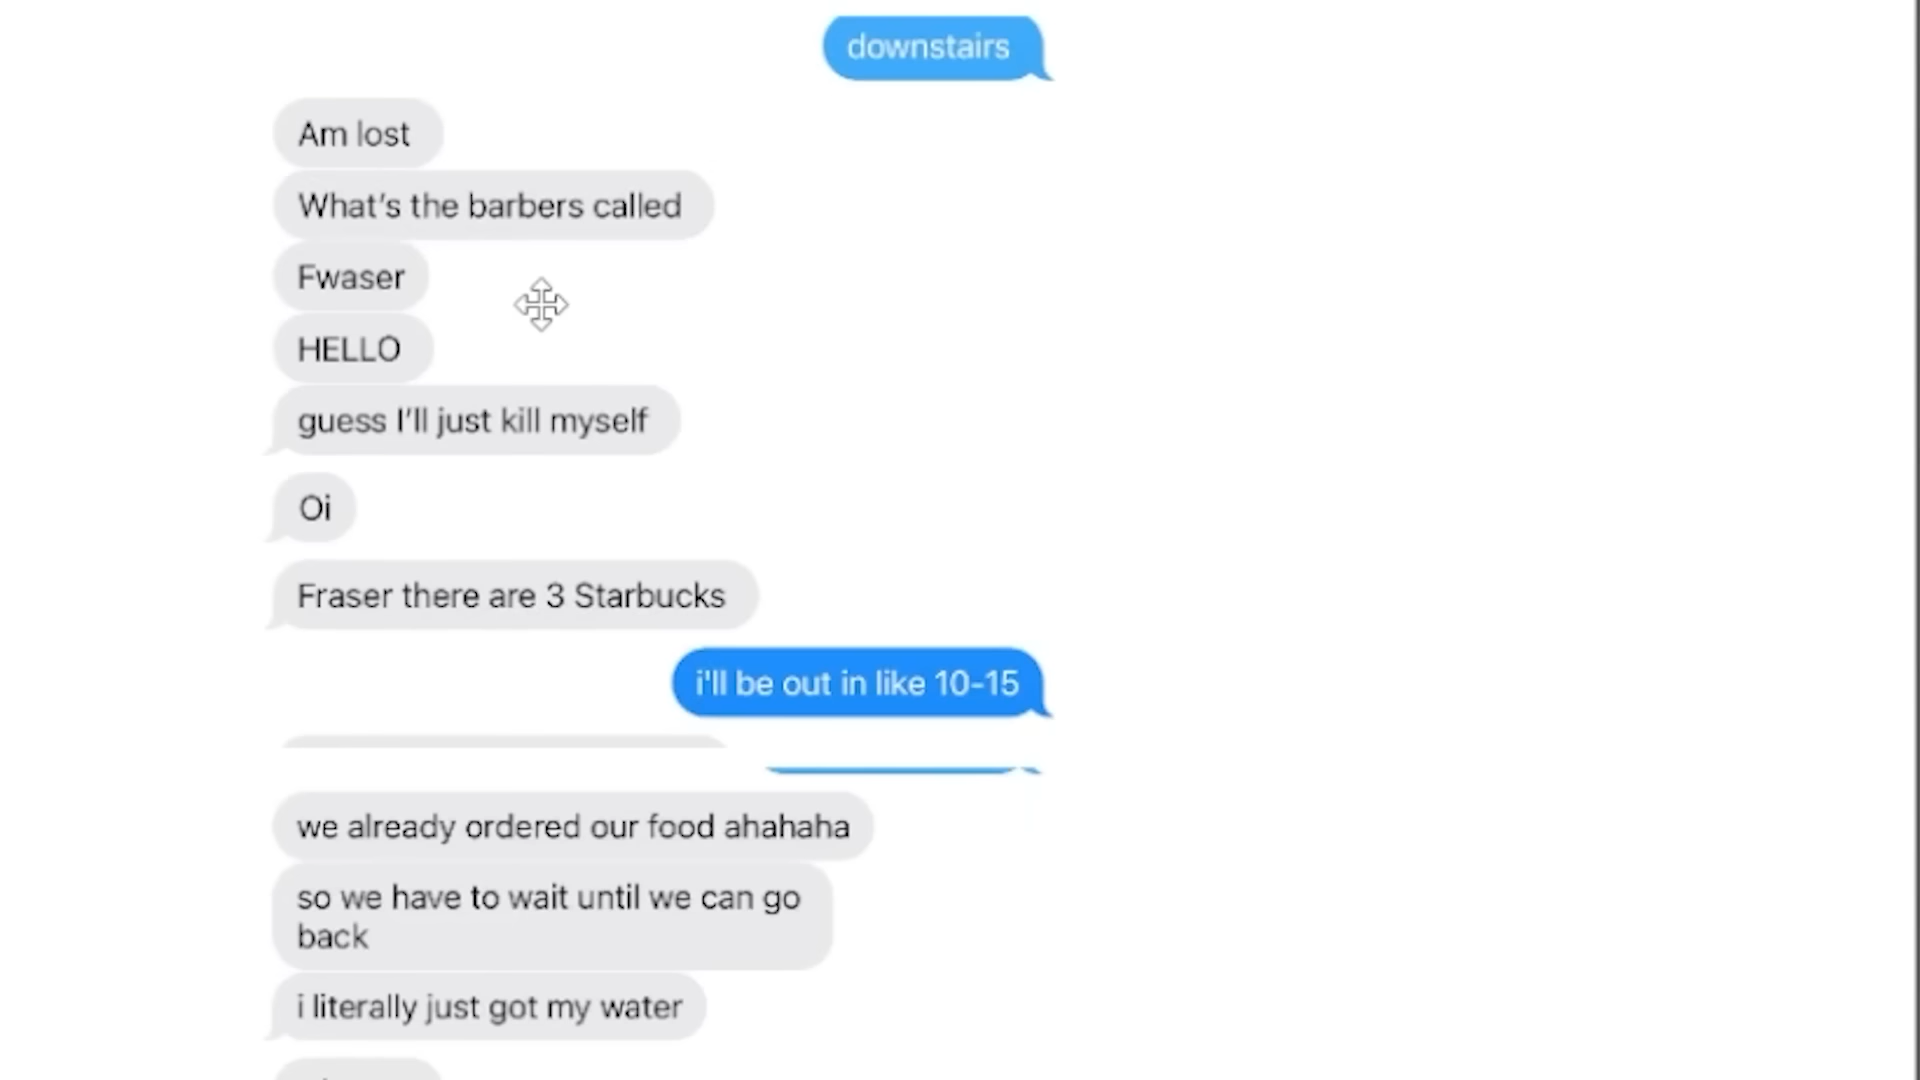 downstairs
Am lost
What's the barbers called
Fwaser
HELLO
guess I'll just kill myself
Oi
Fraser there are 3 Starbucks
i'll be out in like 10-15
we already ordered our food ahahaha
so we have to wait until we can go
back
i literally just got my water